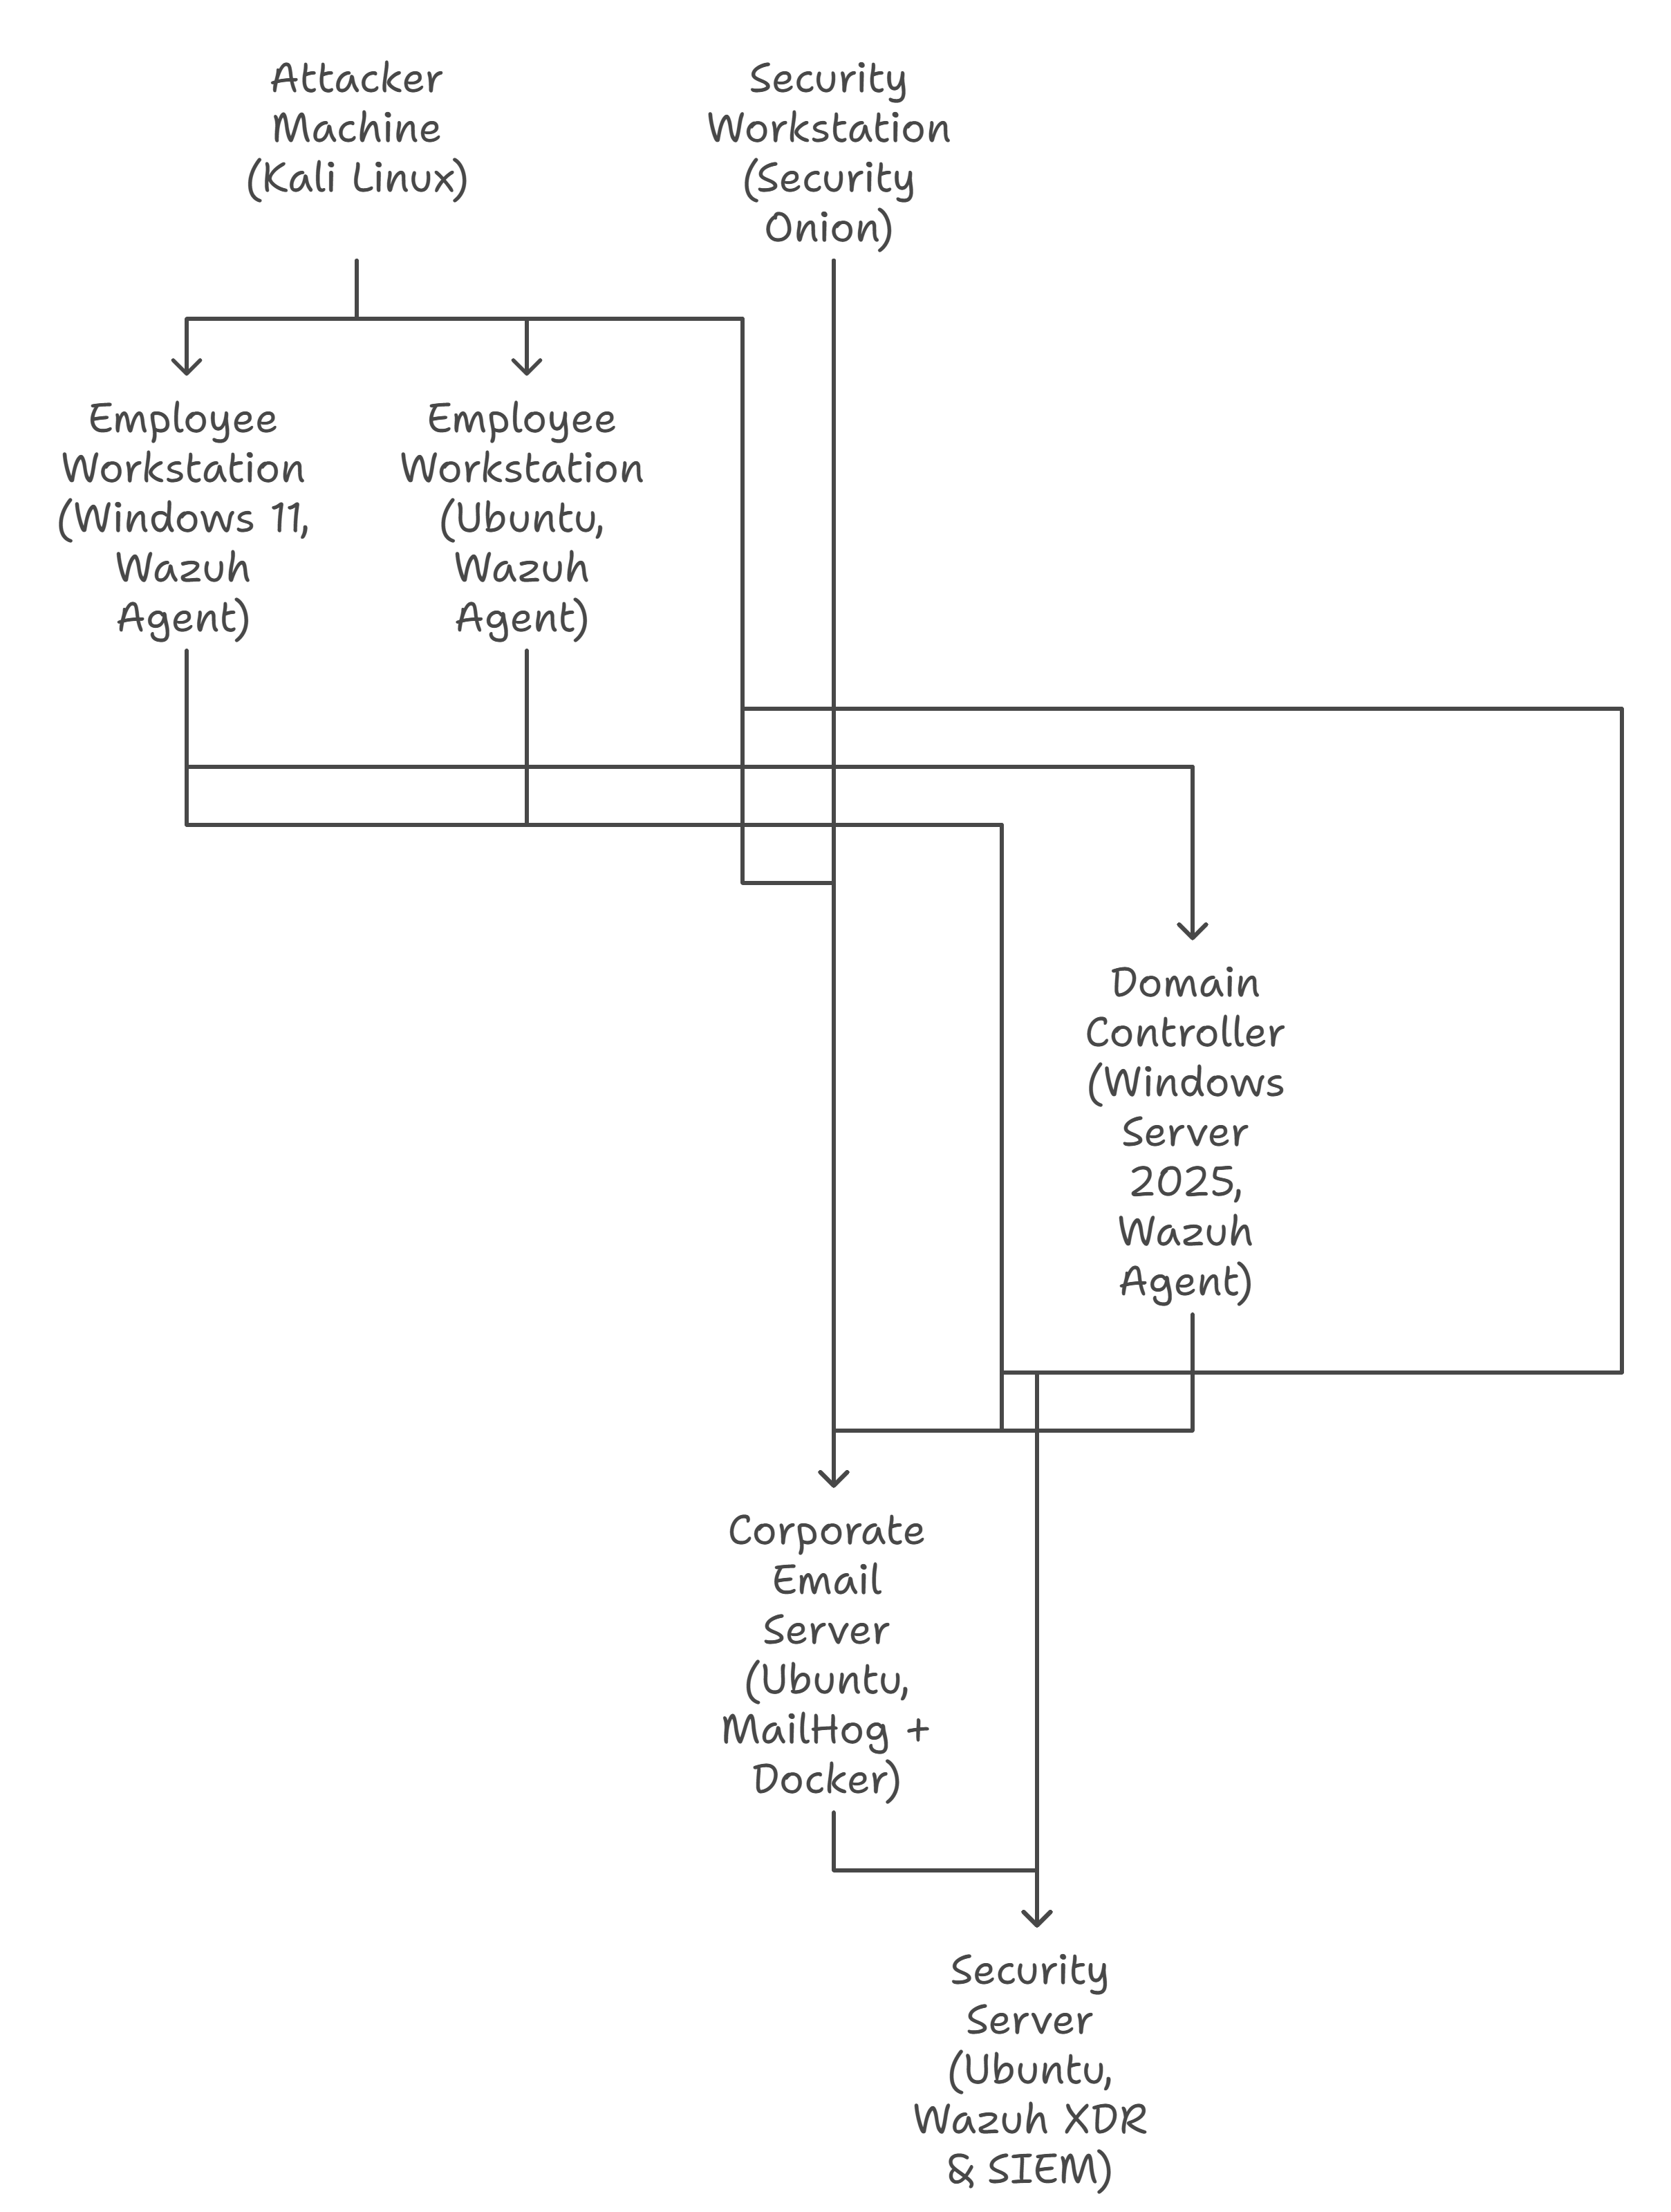 Attacker
Machine
(Kali Linux)
Security
Workstation
(Security
Onion)
Employee
Workstation
(Windows 11,
Wazuh
Agent)
Employee
Workstation
(Ubuntu,
Wazuh
Agent)
Domain
Controller
(Windows
Server
2025,
Wazuh
Agent)
Corporate
Email
Server
(Ubuntu,
MailHog +
Docker)
Security
Server
(Ubuntu,
Wazuh XDR
& SIEM)